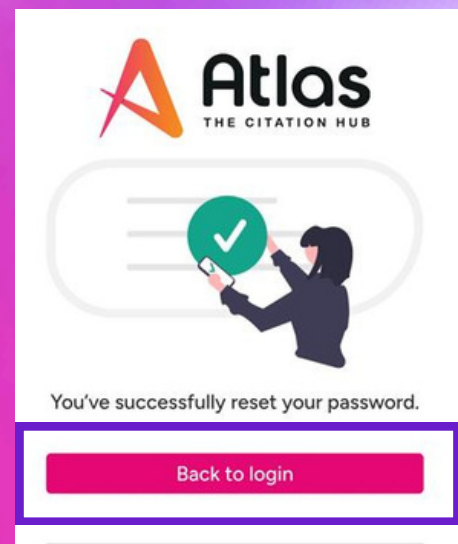 Atlas
THE CITATION HUB
You've successfully reset your password.
Back to login